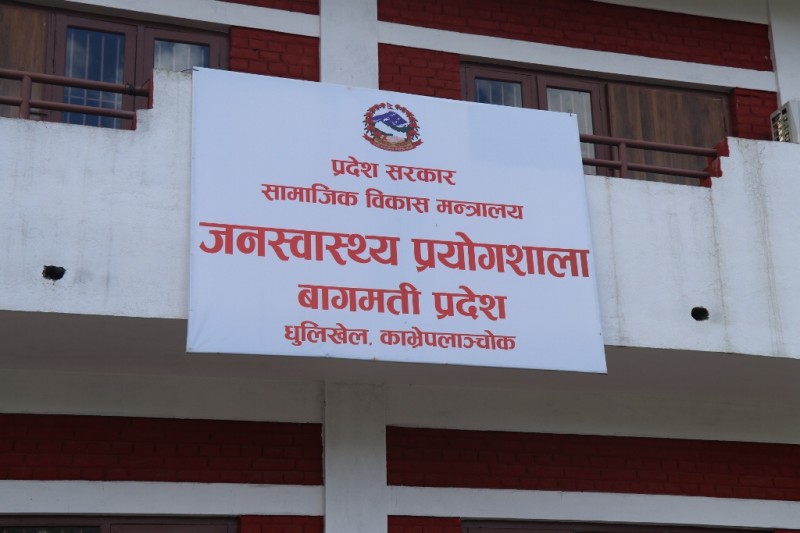 प्रदेश सरकार
सामाजिक विकास मन्त्रालय
जनस्वास्थ्य प्रयोगशाला
बागमती प्रदेश
धुलिखेल, काभ्रेपलाञ्चोक